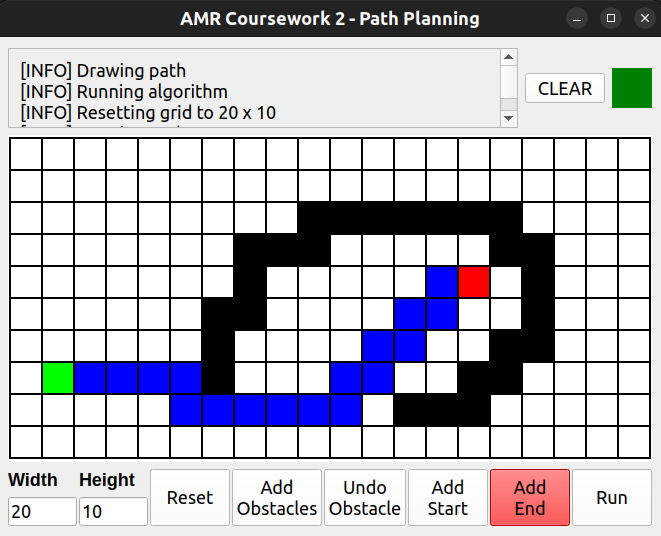 AMR Coursework 2 - Path Planning
[INFO] Drawing path
[INFO] Running algorithm
[INFO] Resetting grid to 20 x 10
CLEAR
Width
Height
20
10
Reset
Add
Obstacles
Undo
Obstacle
Add
Start
Add
End
Run